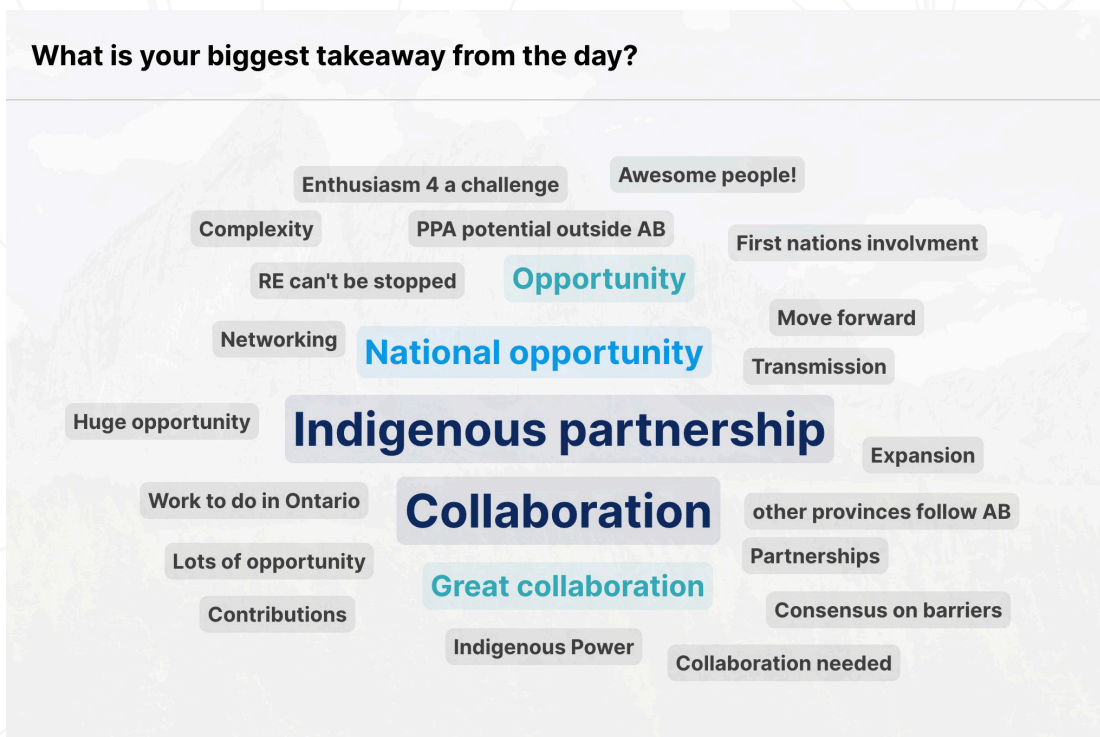 What is your biggest takeaway from the day?
Enthusiasm 4 a challenge
Awesome people!
Complexity
PPA potential outside AB
First nations involvment
RE can't be stopped
Opportunity
Move forward
Networking
National opportunity
Transmission
Huge opportunity
Indigenous partnership
Expansion
Work to do in Ontario
Collaboration
other provinces follow AB
Lots of opportunity
Partnerships
Great collaboration
Contributions
Consensus on barriers
Indigenous Power
Collaboration needed